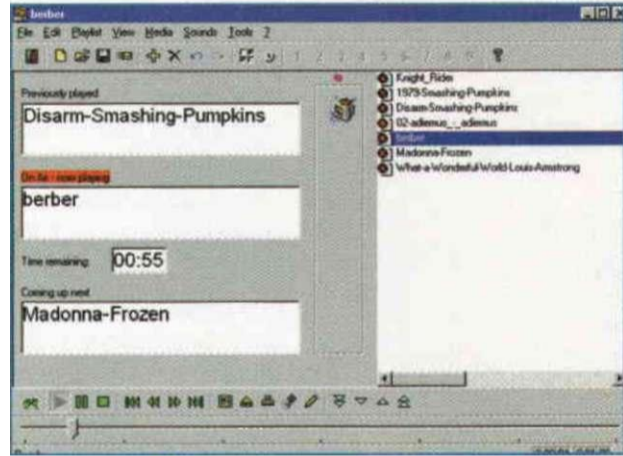 berber
File Edit Playlist View Media Sounds Tools ?
Previously played
Disarm-Smashing-Pumpkins
On Air - now playing
berber
Time remaining
00:55
Coming up next
Madonna-Frozen
Knight_Rider
1979-Smashing-Pumpkins
Disarm-Smashing-Pumpkins
02-adiemus_-_adiemus
berber
Madonna-Frozen
What-a-Wonderful-World-Louis-Amstrong